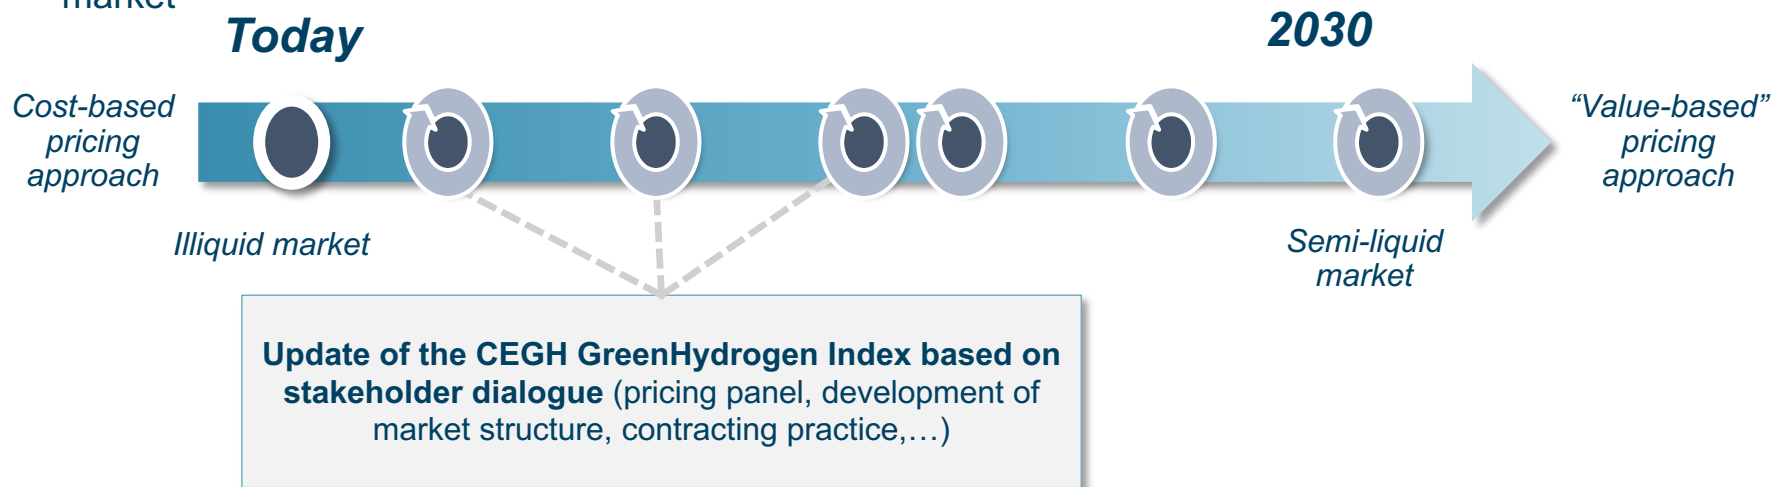 market
Today
2030
Cost-based
pricing
approach
“Value-based”
pricing
approach
Illiquid market
Semi-liquid
market
Update of the CEGH GreenHydrogen Index based on
stakeholder dialogue (pricing panel, development of
market structure, contracting practice,…)